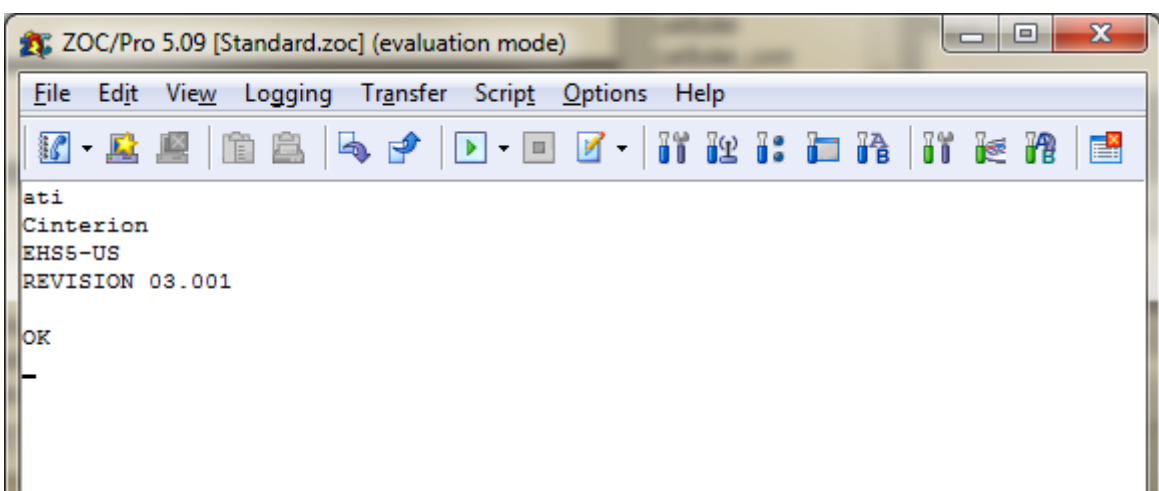 ZOC/Pro 5.09 [Standard.zoc] (evaluation mode)
File Edit View Logging Transfer Script Options Help
ati
Cinterion
EHS5-US
REVISION 03.001
OK